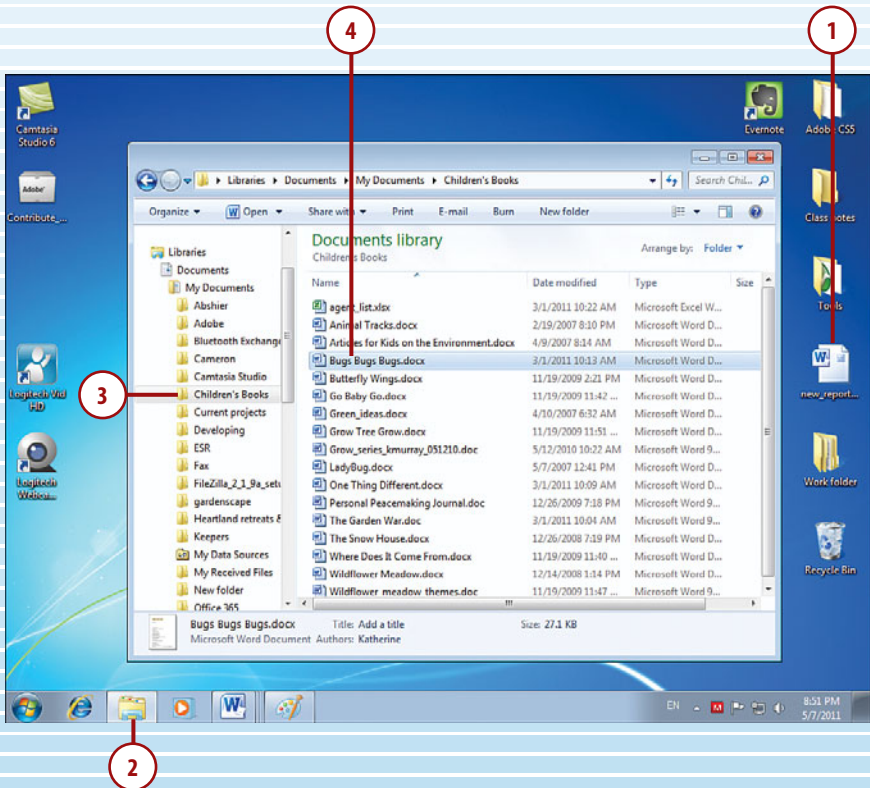 4
1
Camtasia
Studio 6
Evernote
Adobe CS5
Adobe
Contribute_...
Class notes
Libraries
Documents
My Documents
Children's Books
Search Chil...
Organize
Open
Share with
Print
E-mail
Burn
New folder
Libraries
Documents
My Documents
Abshier
Adobe
Bluetooth Exchange
Cameron
Camtasia Studio
Children's Books
Current projects
Developing
ESR
Fax
FileZilla_2_1_9a_setu
gardenscape
Heartland retreats &
Keepers
My Data Sources
My Received Files
New folder
Office 365
Documents library
Children's Books
Arrange by: Folder
Name Date modified Type Size
agent_list.xlsx 3/1/2011 10:22 AM Microsoft Excel W...
Animal Tracks.docx 2/19/2007 8:10 PM Microsoft Word D...
Articles for Kids on the Environment.docx 4/9/2007 8:14 AM Microsoft Word D...
Bugs Bugs Bugs.docx 3/1/2011 10:13 AM Microsoft Word D...
Butterfly Wings.docx 11/19/2009 2:21 PM Microsoft Word D...
Go Baby Go.docx 11/19/2009 11:42 ... Microsoft Word D...
Green_ideas.docx 4/10/2007 6:32 AM Microsoft Word D...
Grow Tree Grow.docx 11/19/2009 11:51 ... Microsoft Word D...
Grow_series_kmurray_051210.doc 5/12/2010 10:22 AM Microsoft Word 9...
LadyBug.docx 5/7/2007 12:41 PM Microsoft Word D...
One Thing Different.docx 3/1/2011 10:09 AM Microsoft Word D...
Personal Peacemaking Journal.doc 12/26/2009 7:18 PM Microsoft Word 9...
The Garden War.doc 3/1/2011 10:04 AM Microsoft Word 9...
The Snow House.docx 12/26/2008 7:19 PM Microsoft Word D...
Where Does It Come From.docx 11/19/2009 11:40 ... Microsoft Word D...
Wildflower Meadow.docx 12/14/2008 1:14 PM Microsoft Word D...
Wildflower meadow themes.doc 11/19/2009 11:47 ... Microsoft Word 9...
Bugs Bugs Bugs.docx Title: Add a title Size: 27.1 KB
Microsoft Word Document Authors: Katherine
Tools
new_report...
Work folder
Recycle Bin
Logitech Vid
HD
3
Logitech
Webca...
W
W
EN
8:51 PM
5/7/2011
2